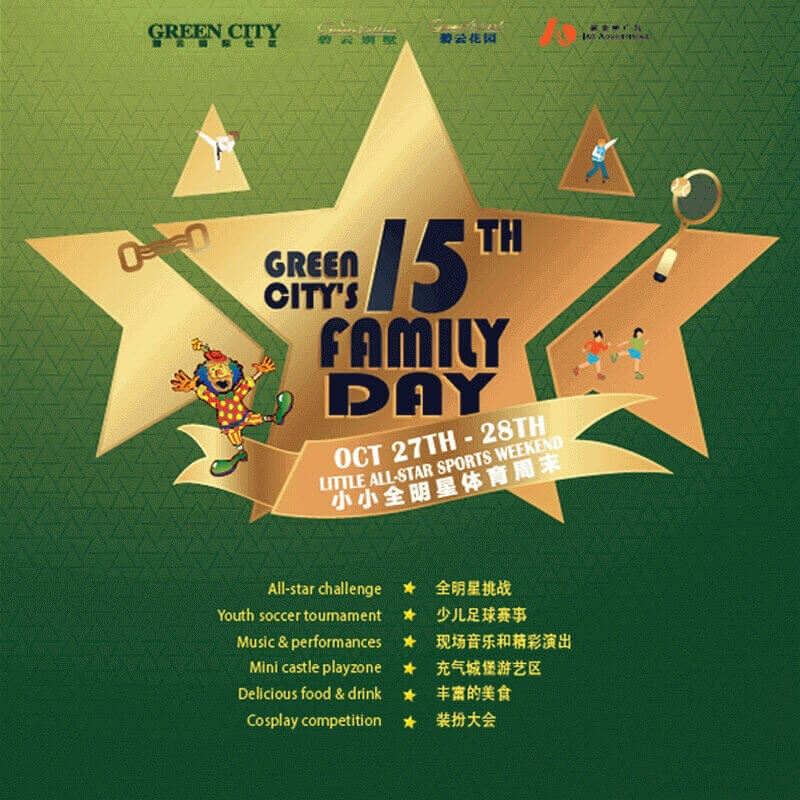 GREEN CITY
碧云国际社区
碧云别墅
碧云花园
GREEN CITY'S 15TH
FAMILY
DAY
OCT 27TH - 28TH
LITTLE ALL-STAR SPORTS WEEKEND
小小全明星体育周末
All-star challenge ★ 全明星挑战
Youth soccer tournament ★ 少儿足球赛事
Music & performances ★ 现场音乐和精彩演出
Mini castle playzone ★ 充气城堡游艺区
Delicious food & drink ★ 丰富的美食
Cosplay competition ★ 装扮大会